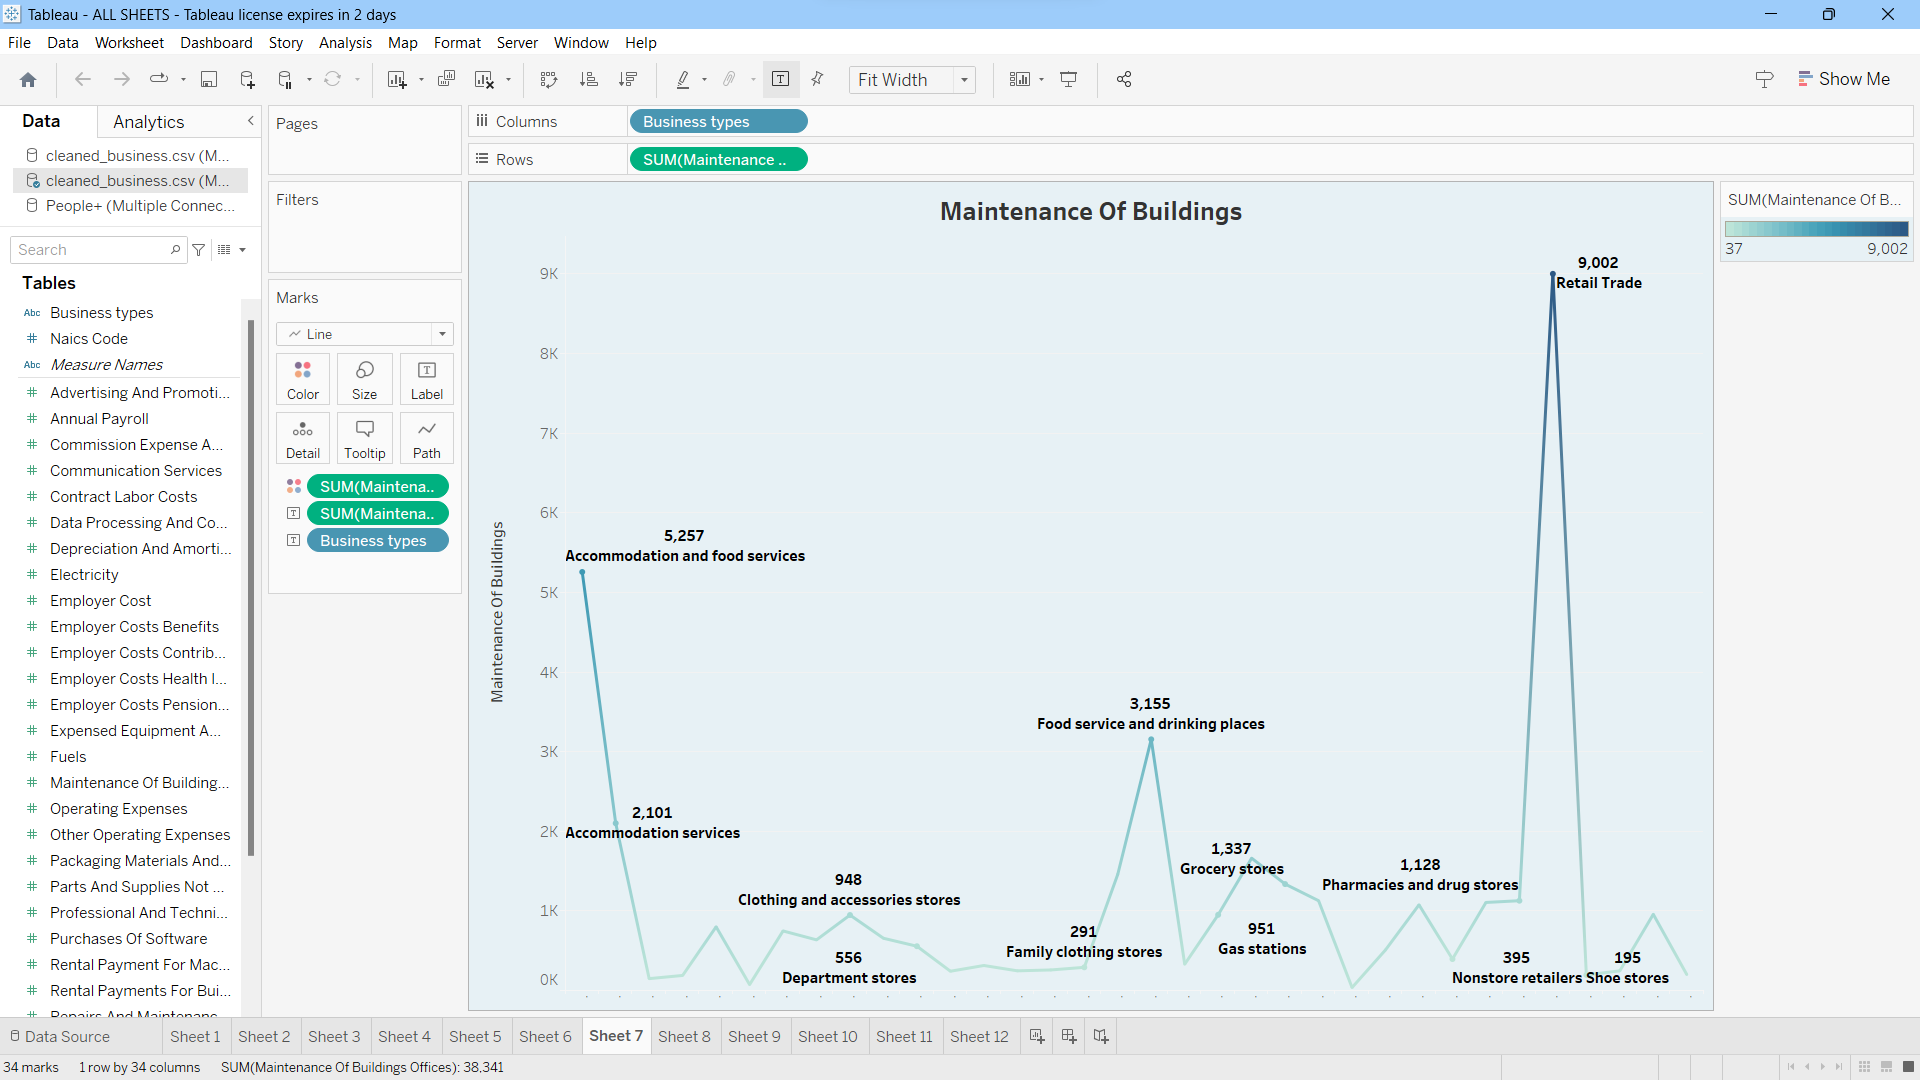 Tableau - ALL SHEETS - Tableau license expires in 2 days
File Data Worksheet Dashboard Story Analysis Map Format Server Window Help
Fit Width
Show Me
Data Analytics
cleaned_business.csv (M...
cleaned_business.csv (M...
People+ (Multiple Connec...
Search
Tables
Abc Business types
# Naics Code
Abc Measure Names
# Advertising And Promoti...
# Annual Payroll
# Commission Expense A...
# Communication Services
# Contract Labor Costs
# Data Processing And Co...
# Depreciation And Amorti...
# Electricity
# Employer Cost
# Employer Costs Benefits
# Employer Costs Contrib...
# Employer Costs Health I...
# Employer Costs Pension...
# Expensed Equipment A...
# Fuels
# Maintenance Of Building...
# Operating Expenses
# Other Operating Expenses
# Packaging Materials And...
# Parts And Supplies Not ...
# Professional And Techni...
# Purchases Of Software
# Rental Payment For Mac...
# Rental Payments For Bui...
# Repairs And Maintenanc...
Pages
Filters
Marks
Line
Color Size Label
Detail Tooltip Path
SUM(Maintena..
SUM(Maintena..
Business types
Columns Business types
Rows SUM(Maintenance ..
Maintenance Of Buildings
Maintenance Of Buildings
9K
8K
7K
6K
5K
4K
3K
2K
1K
0K
9,002
Retail Trade
5,257
Accommodation and food services
3,155
Food service and drinking places
2,101
Accommodation services
1,337
Grocery stores
1,128
Pharmacies and drug stores
948
Clothing and accessories stores
291
Family clothing stores
951
Gas stations
556
Department stores
395
Nonstore retailers
195
Shoe stores
SUM(Maintenance Of B...
37 9,002
Data Source Sheet 1 Sheet 2 Sheet 3 Sheet 4 Sheet 5 Sheet 6 Sheet 7 Sheet 8 Sheet 9 Sheet 10 Sheet 11 Sheet 12
34 marks 1 row by 34 columns SUM(Maintenance Of Buildings Offices): 38,341